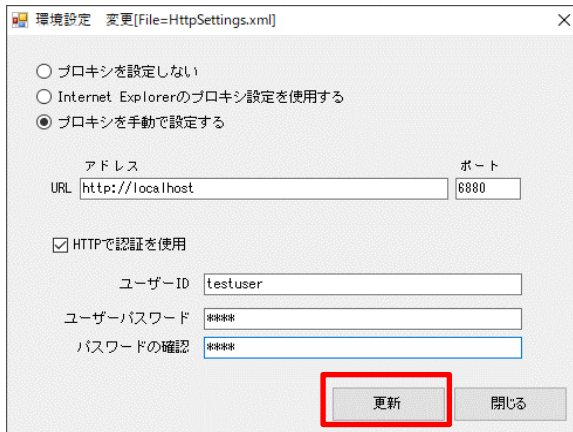 環境設定　変更[File=HttpSettings.xml]
プロキシを設定しない
Internet Explorerのプロキシ設定を使用する
プロキシを手動で設定する
アドレス ポート
URL http://localhost 6880
HTTPで認証を使用
ユーザーID testuser
ユーザーパスワード ****
パスワードの確認 ****
更新 閉じる